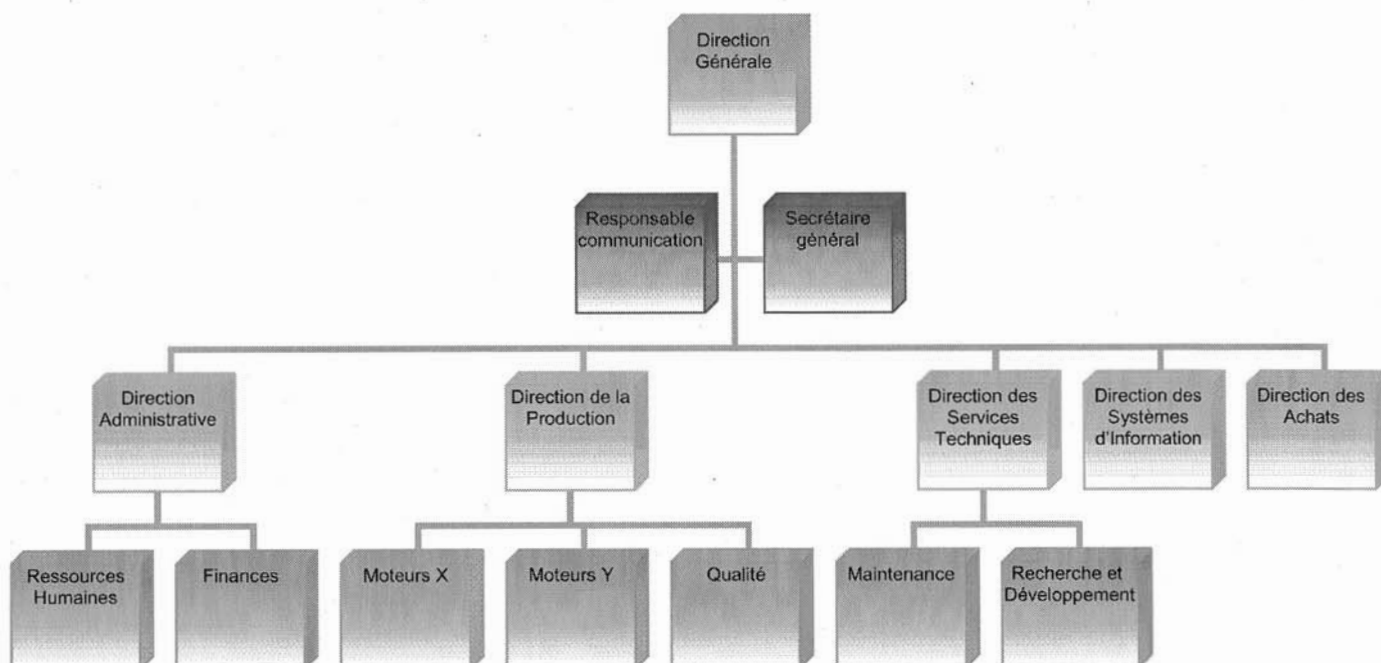 Direction
Générale
Responsable
communication
Secrétaire
général
Direction
Administrative
Direction de la
Production
Direction des
Services
Techniques
Direction des
Systèmes
d'Information
Direction des
Achats
Ressources
Humaines
Finances
Moteurs X
Moteurs Y
Qualité
Maintenance
Recherche et
Développement